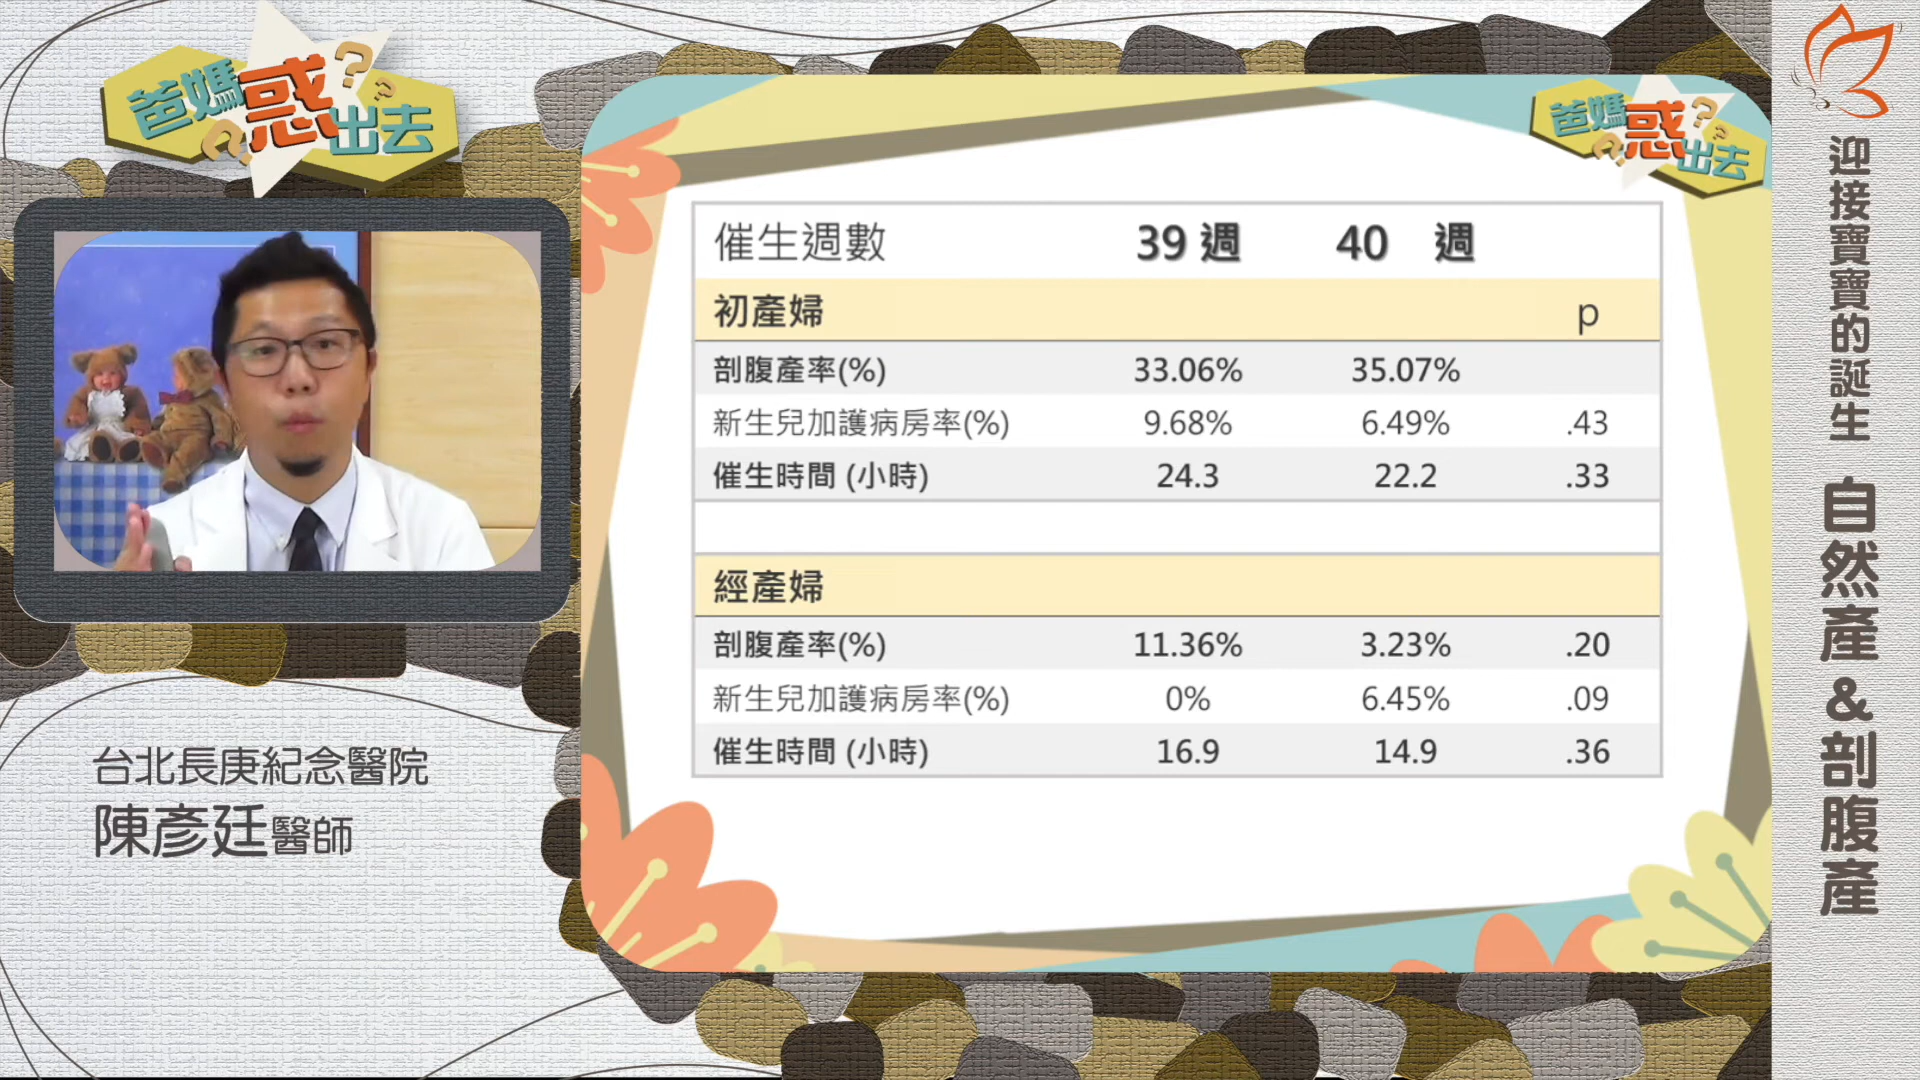 爸媽惑出去
台北長庚紀念醫院
陳彥廷醫師
爸媽惑出去
催生週數 39 週 40 週
初產婦 p
剖腹產率(%) 33.06% 35.07%
新生兒加護病房率(%) 9.68% 6.49% .43
催生時間 (小時) 24.3 22.2 .33
經產婦
剖腹產率(%) 11.36% 3.23% .20
新生兒加護病房率(%) 0% 6.45% .09
催生時間 (小時) 16.9 14.9 .36
迎接寶寶的誕生 自然產&剖腹產